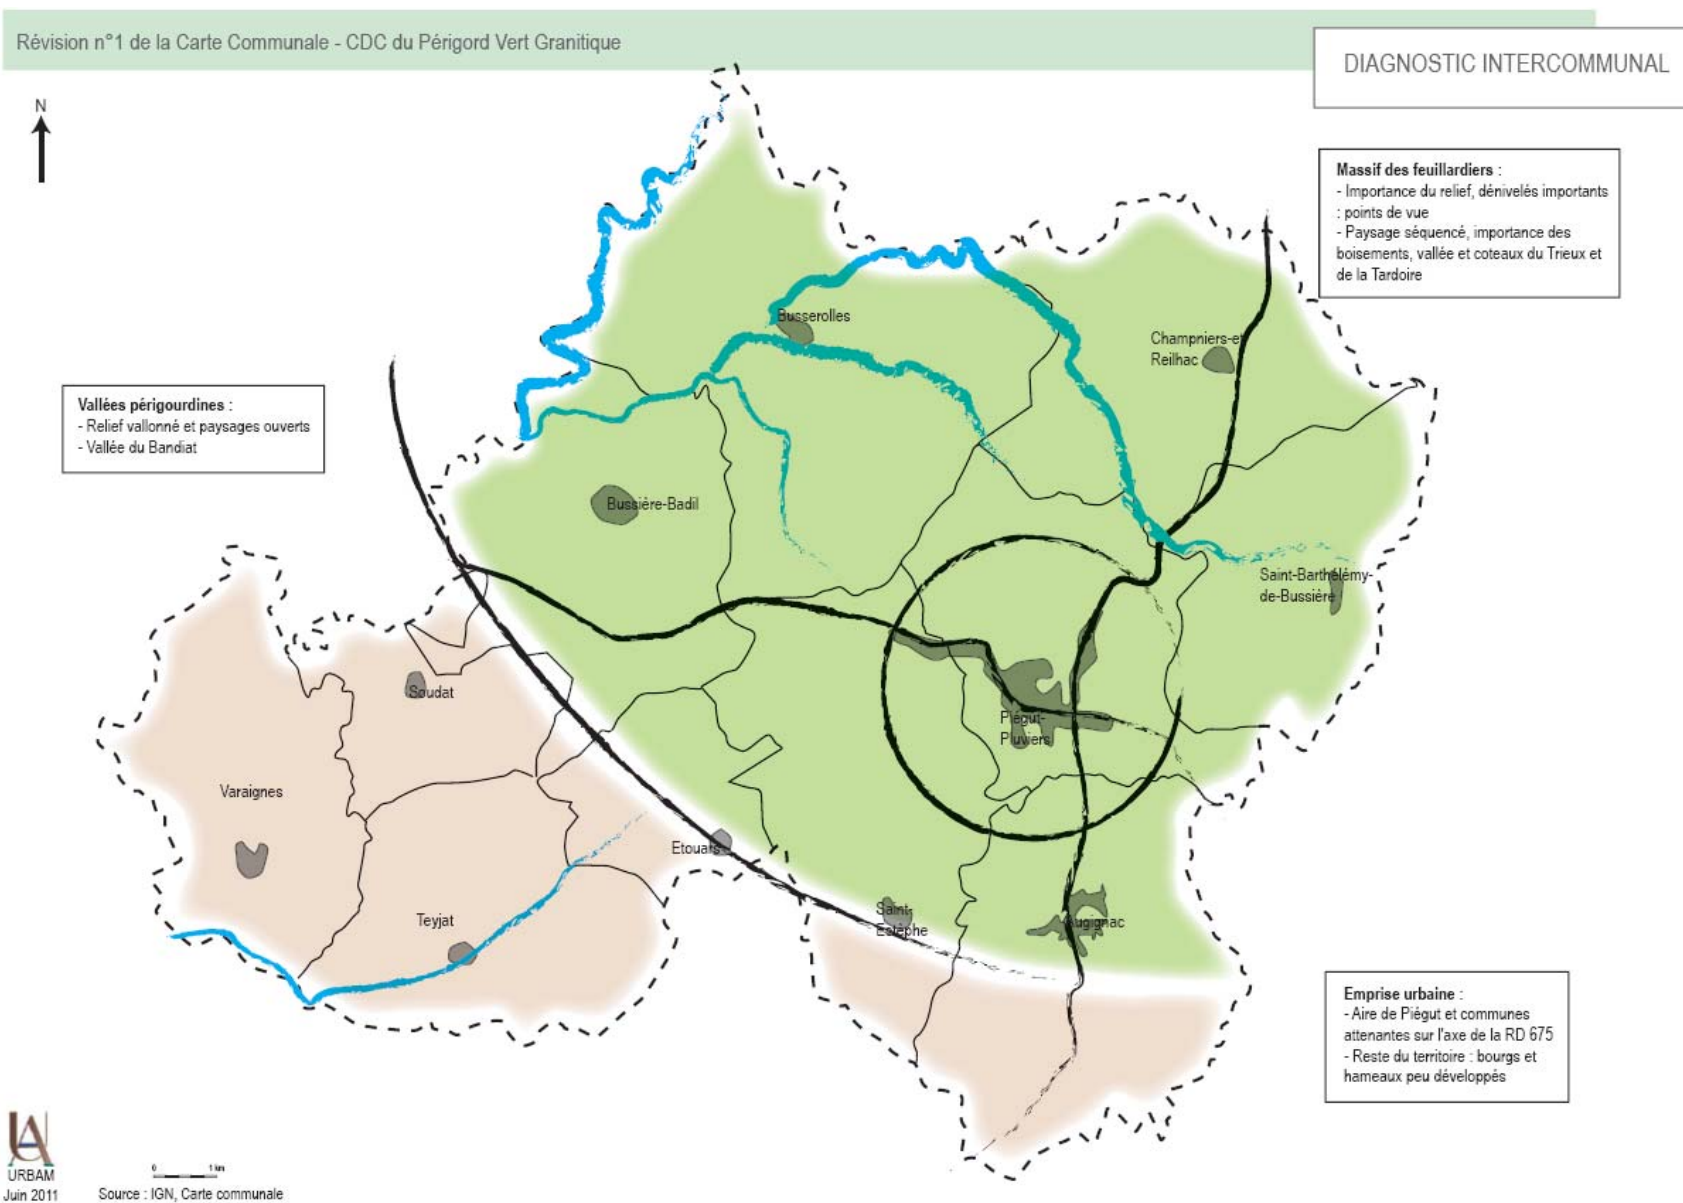 Révision n°1 de la Carte Communale - CDC du Périgord Vert Granitique
DIAGNOSTIC INTERCOMMUNAL
N
Massif des feuillardiers :
- Importance du relief, dénivelés importants
: points de vue
- Paysage séquencé, importance des
boisements, vallée et coteaux du Trieux et
de la Tardoire
Busserolles
Champniers-et
Reilhac
Vallées périgourdines :
- Relief vallonné et paysages ouverts
- Vallée du Bandiat
Bussière-Badil
Saint-Barthélémy-
de-Bussière
Soudat
Piégut-
Pluviers
Varaignes
Etouars
Teyjat
Saint-
Estèphe
Augignac
Emprise urbaine :
- Aire de Piégut et communes
attenantes sur l'axe de la RD 675
- Reste du territoire : bourgs et
hameaux peu développés
UA
URBAM
Juin 2011
0 1 km
Source : IGN, Carte communale